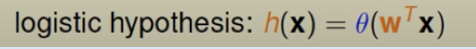 logistic hypothesis: h(x) = θ(wᵀx)